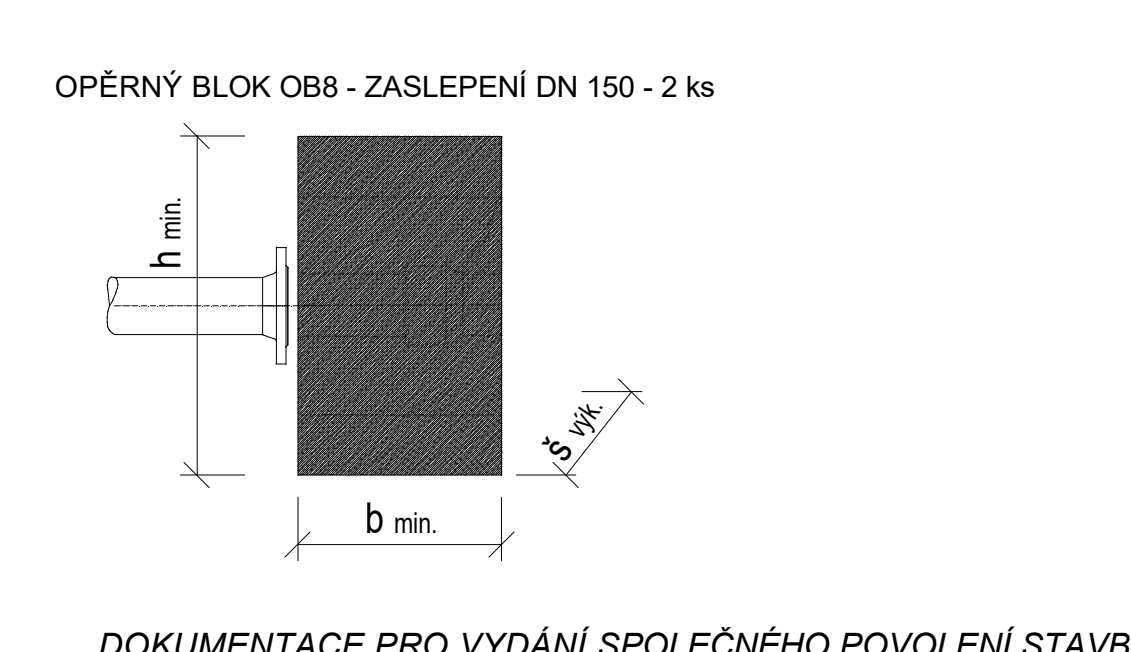 OPĚRNÝ BLOK OB8 - ZASLEPENÍ DN 150 - 2 ks
h min.
š výk.
b min.
DOKUMENTACE PRO VYDÁNÍ SPOLEČNÉHO POVOLENÍ STAVB